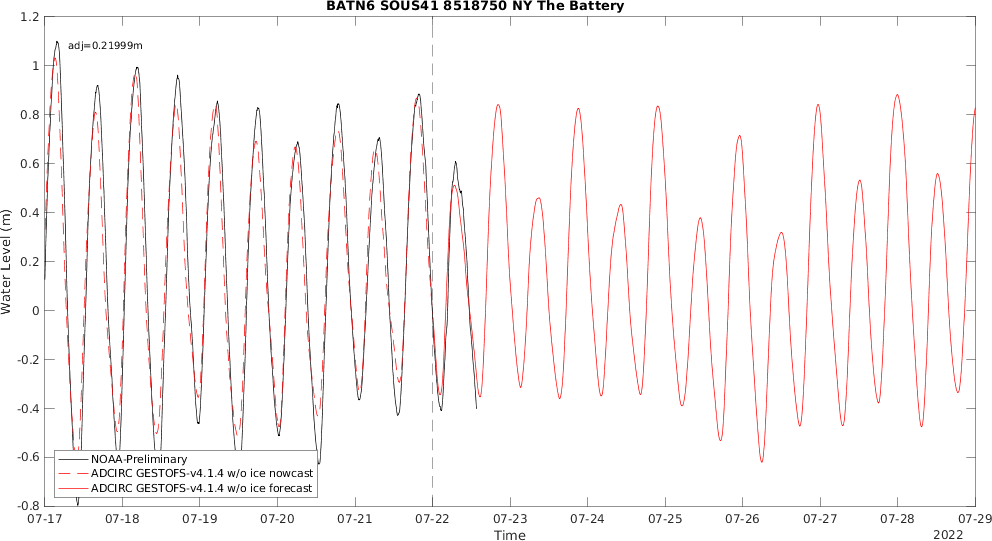 BATN6 SOUS41 8518750 NY The Battery
adj=0.21999m
Water Level (m)
1.2
1
0.8
0.6
0.4
0.2
0
-0.2
-0.4
-0.6
-0.8
NOAA-Preliminary
ADCIRC GESTOFS-v4.1.4 w/o ice nowcast
ADCIRC GESTOFS-v4.1.4 w/o ice forecast
07-17 07-18 07-19 07-20 07-21 07-22 07-23 07-24 07-25 07-26 07-27 07-28 07-29
Time
2022